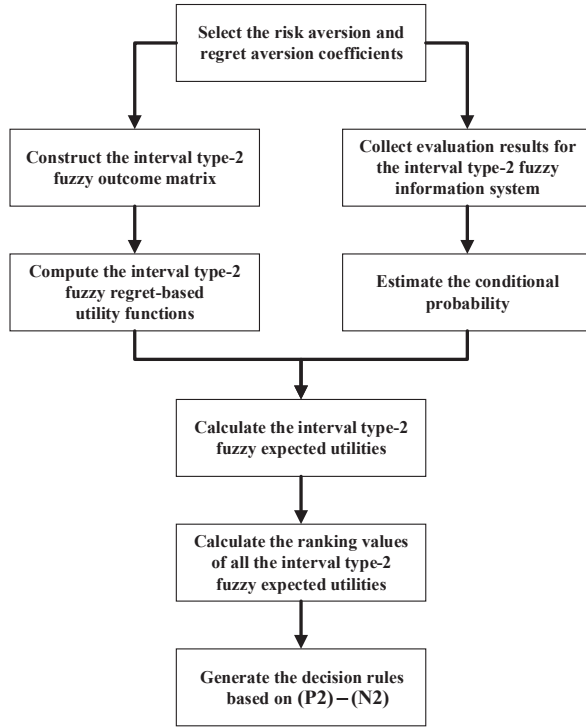 Select the risk aversion and
regret aversion coefficients
Construct the interval type-2
fuzzy outcome matrix
Collect evaluation results for
the interval type-2 fuzzy
information system
Compute the interval type-2
fuzzy regret-based
utility functions
Estimate the conditional
probability
Calculate the interval type-2
fuzzy expected utilities
Calculate the ranking values
of all the interval type-2
fuzzy expected utilities
Generate the decision rules
based on (P2)−(N2)